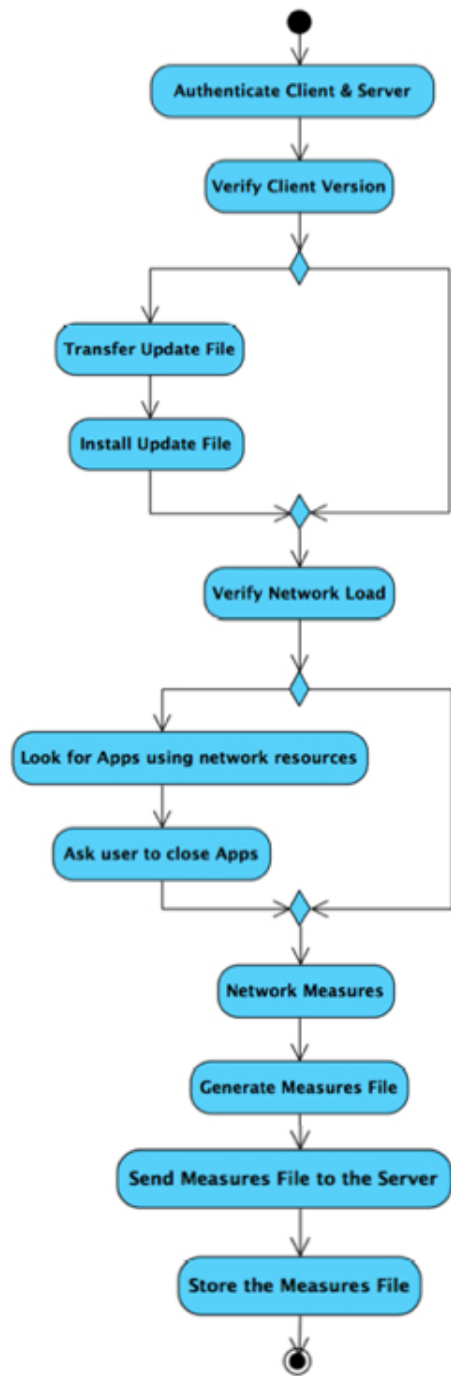 Authenticate Client & Server
Verify Client Version
Transfer Update File
Install Update File
Verify Network Load
Look for Apps using network resources
Ask user to close Apps
Network Measures
Generate Measures File
Send Measures File to the Server
Store the Measures File